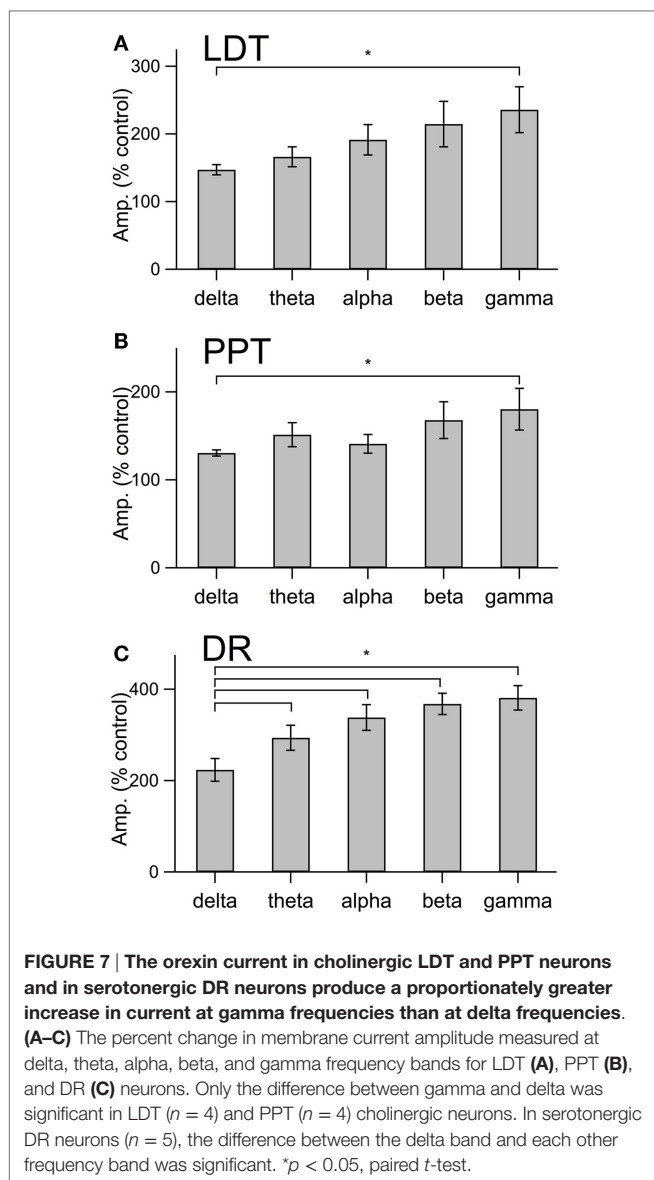 A LDT
*
300
200
100
0
Amp. (% control)
delta theta alpha beta gamma
B PPT
*
200
100
0
Amp. (% control)
delta theta alpha beta gamma
C DR
*
400
200
0
Amp. (% control)
delta theta alpha beta gamma
FIGURE 7 | The orexin current in cholinergic LDT and PPT neurons
and in serotonergic DR neurons produce a proportionately greater
increase in current at gamma frequencies than at delta frequencies.
(A–C) The percent change in membrane current amplitude measured at
delta, theta, alpha, beta, and gamma frequency bands for LDT (A), PPT (B),
and DR (C) neurons. Only the difference between gamma and delta was
significant in LDT (n = 4) and PPT (n = 4) cholinergic neurons. In serotonergic
DR neurons (n = 5), the difference between the delta band and each other
frequency band was significant. *p < 0.05, paired t-test.